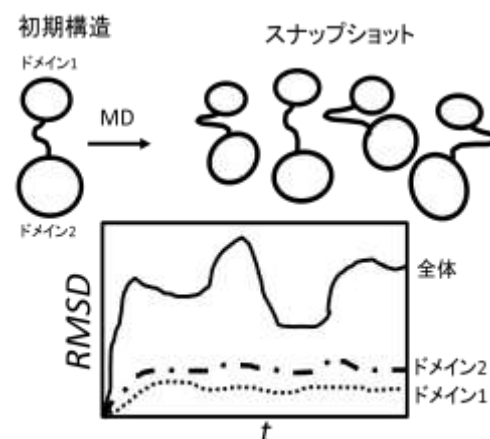 初期構造
スナップショット
ドメイン1
MD
ドメイン2
RMSD
全体
ドメイン2
ドメイン1
t